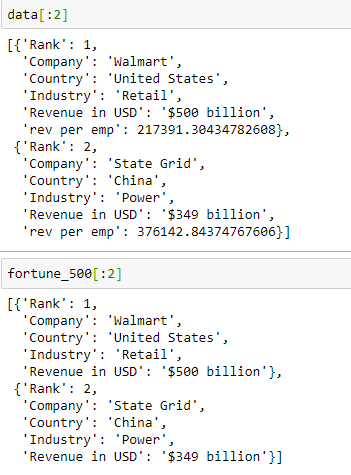 data[:2]
[{'Rank': 1,
'Company': 'Walmart',
'Country': 'United States',
'Industry': 'Retail',
'Revenue in USD': '$500 billion',
'rev per emp': 217391.30434782608},
{'Rank': 2,
'Company': 'State Grid',
'Country': 'China',
'Industry': 'Power',
'Revenue in USD': '$349 billion',
'rev per emp': 376142.84374767606}]
fortune_500[:2]
[{'Rank': 1,
'Company': 'Walmart',
'Country': 'United States',
'Industry': 'Retail',
'Revenue in USD': '$500 billion'},
{'Rank': 2,
'Company': 'State Grid',
'Country': 'China',
'Industry': 'Power',
'Revenue in USD': '$349 billion'}]